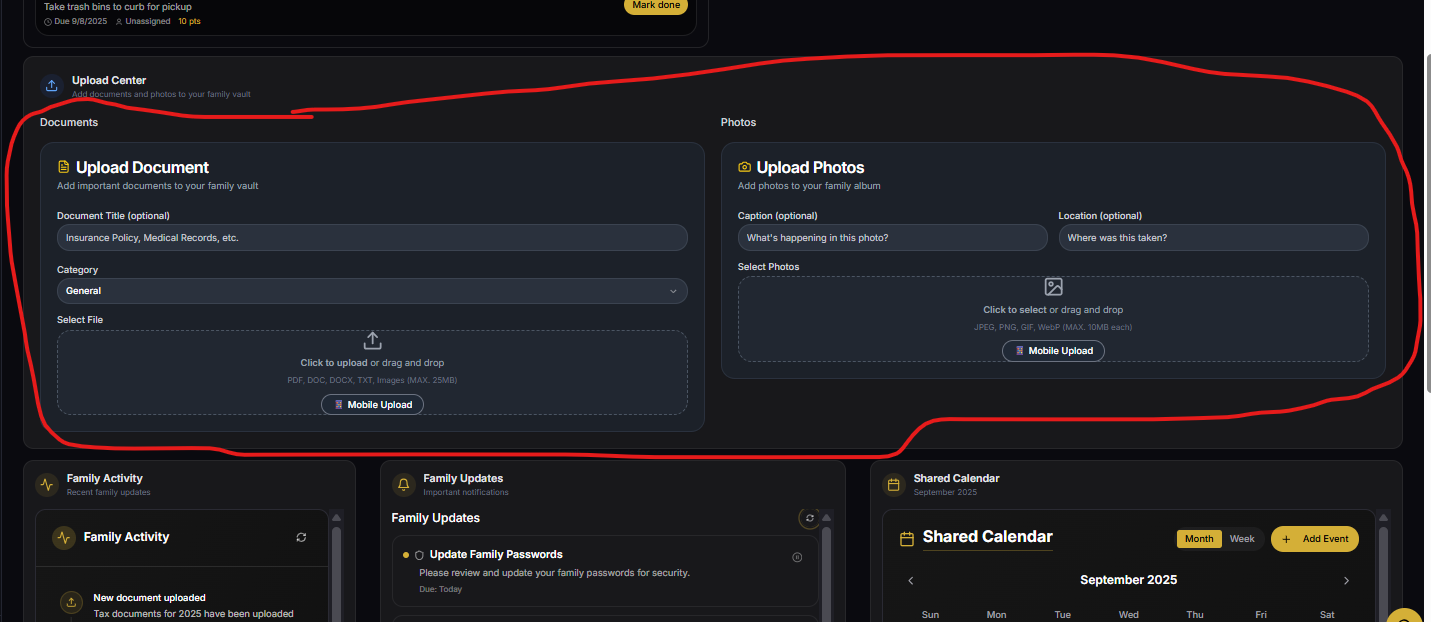 Take trash bins to curb for pickup
Due 9/8/2025 Unassigned 10 pts
Mark done
Upload Center
Add documents and photos to your family vault
Documents
Upload Document
Add important documents to your family vault
Document Title (optional)
Insurance Policy, Medical Records, etc.
Category
General
Select File
Click to upload or drag and drop
PDF, DOC, DOCX, TXT, Images (MAX. 25MB)
Mobile Upload
Photos
Upload Photos
Add photos to your family album
Caption (optional)
What's happening in this photo?
Location (optional)
Where was this taken?
Select Photos
Click to select or drag and drop
JPEG, PNG, GIF, WebP (MAX. 10MB each)
Mobile Upload
Family Activity
Recent family updates
Family Activity
New document uploaded
Tax documents for 2025 have been uploaded
Family Updates
Important notifications
Family Updates
Update Family Passwords
Please review and update your family passwords for security.
Due: Today
Shared Calendar
September 2025
Shared Calendar
Month Week
+ Add Event
September 2025
Sun Mon Tue Wed Thu Fri Sat